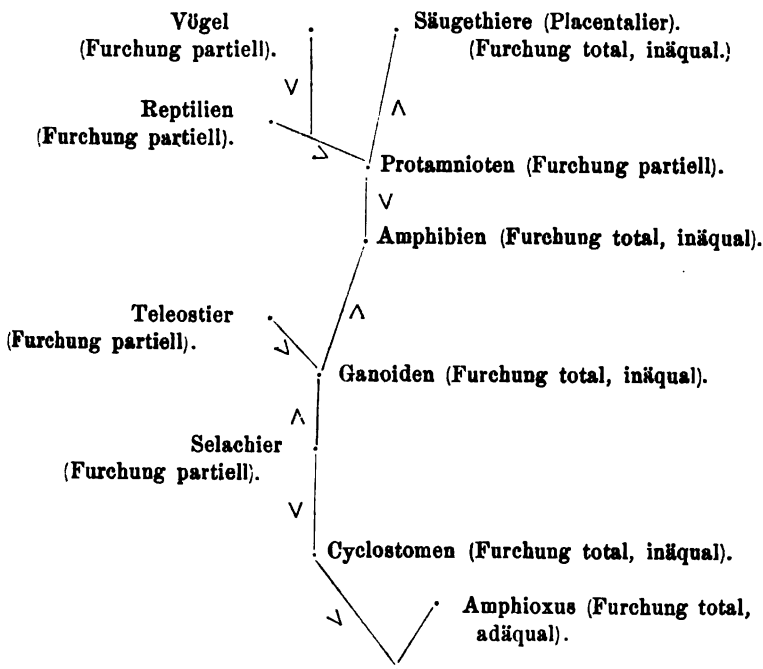 Vögel
(Furchung partiell).
Säugethiere (Placentalier).
(Furchung total, inäqual.)
V
Reptilien
(Furchung partiell).
Λ
V
Protamnioten (Furchung partiell).
V
Amphibien (Furchung total, inäqual).
Teleostier
(Furchung partiell).
Λ
V
Ganoiden (Furchung total, inäqual).
Λ
Selachier
(Furchung partiell).
V
Cyclostomen (Furchung total, inäqual).
V
Amphioxus (Furchung total,
adäqual).